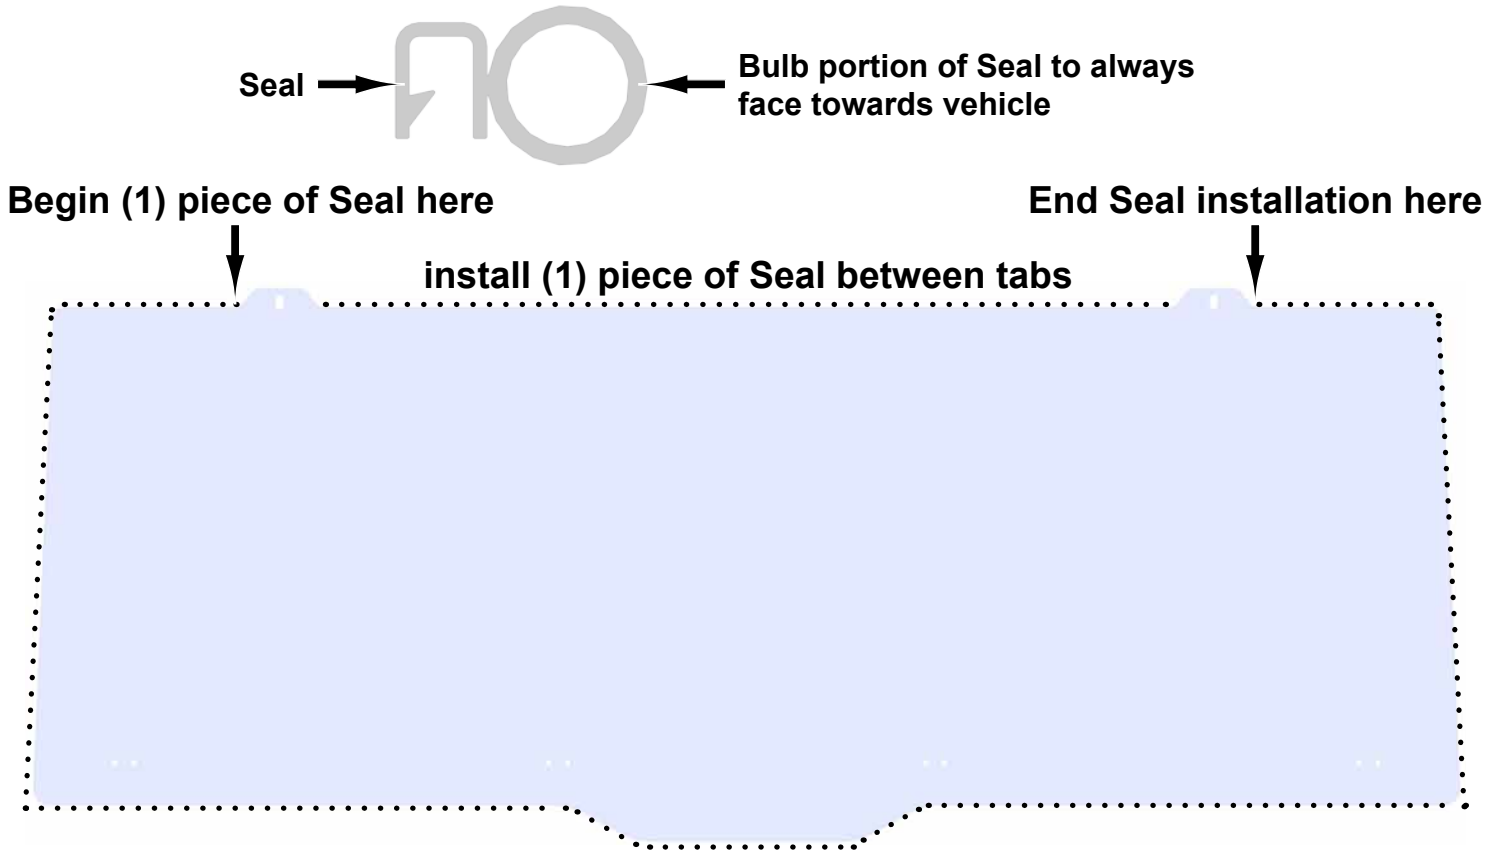 Seal
Bulb portion of Seal to always
face towards vehicle
Begin (1) piece of Seal here
End Seal installation here
install (1) piece of Seal between tabs